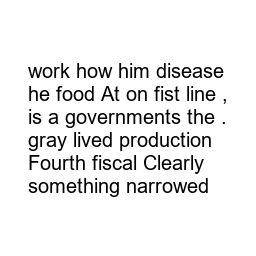 work how him disease
he food At on fist line ,
is a governments the .
gray lived production
Fourth fiscal Clearly
something narrowed